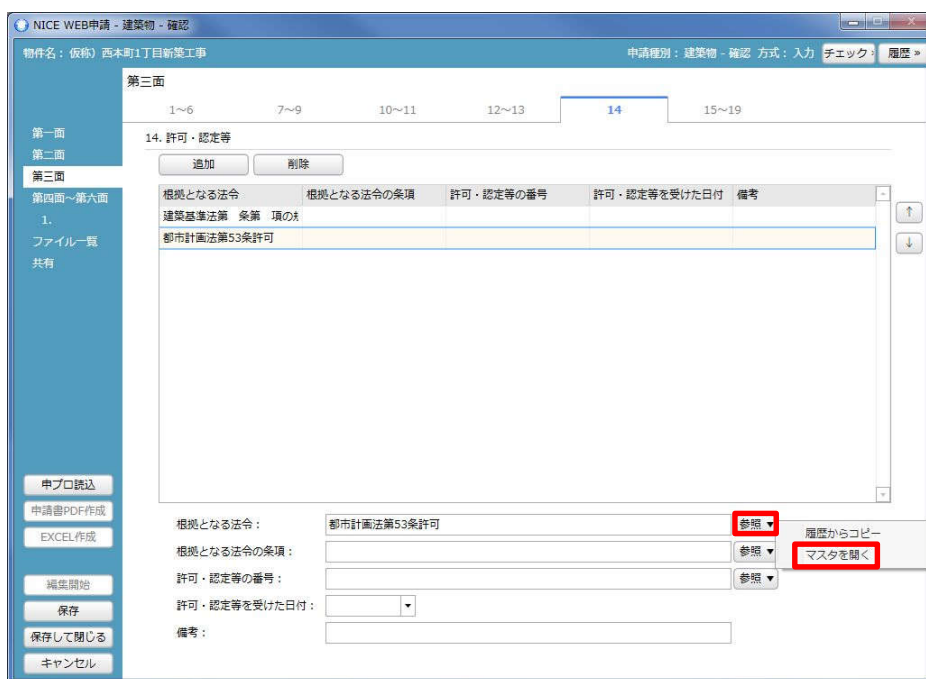 NICE WEB申請 - 建築物 - 確認
物件名：仮称）西本町1丁目新築工事 申請種別：建築物 - 確認 方式：入力 チェック 履歴 »
第三面
1～6 7～9 10～11 12～13 14 15～19
第一面
第二面
第三面
第四面～第六面
1.
ファイル一覧
共有
14. 許可・認定等
追加 削除
根拠となる法令 根拠となる法令の条項 許可・認定等の番号 許可・認定等を受けた日付 備考
建築基準法第 条第 項の
都市計画法第53条許可
↑
↓
申プロ読込
申請書PDF作成
EXCEL作成
編集開始
保存
保存して閉じる
キャンセル
根拠となる法令： 都市計画法第53条許可 参照 ▼
根拠となる法令の条項： 参照 ▼
許可・認定等の番号： 参照 ▼
許可・認定等を受けた日付： ▼
備考：
履歴からコピー
マスタを開く